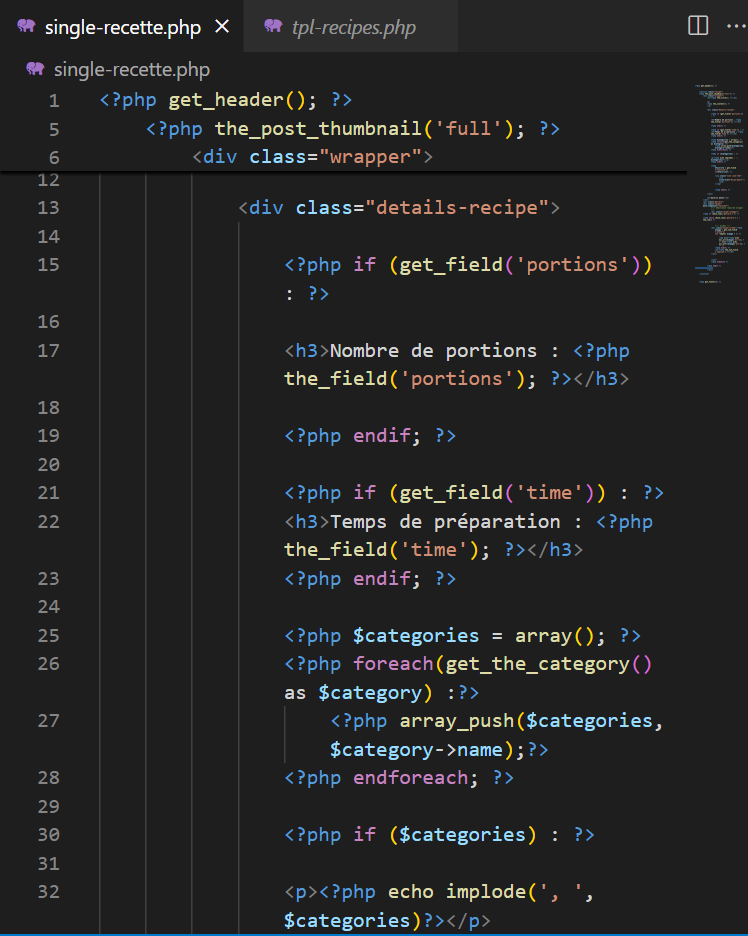 single-recette.php
tpl-recipes.php
single-recette.php
1 <?php get_header(); ?>
5 <?php the_post_thumbnail('full'); ?>
6 <div class="wrapper">
12
13 <div class="details-recipe">
14
15 <?php if (get_field('portions'))
: ?>
16
17 <h3>Nombre de portions : <?php
the_field('portions'); ?></h3>
18
19 <?php endif; ?>
20
21 <?php if (get_field('time')) : ?>
22 <h3>Temps de préparation : <?php
the_field('time'); ?></h3>
23 <?php endif; ?>
24
25 <?php $categories = array(); ?>
26 <?php foreach(get_the_category()
as $category) :?>
27 <?php array_push($categories,
$category->name);?>
28 <?php endforeach; ?>
29
30 <?php if ($categories) : ?>
31
32 <p><?php echo implode(', ',
$categories)?></p>